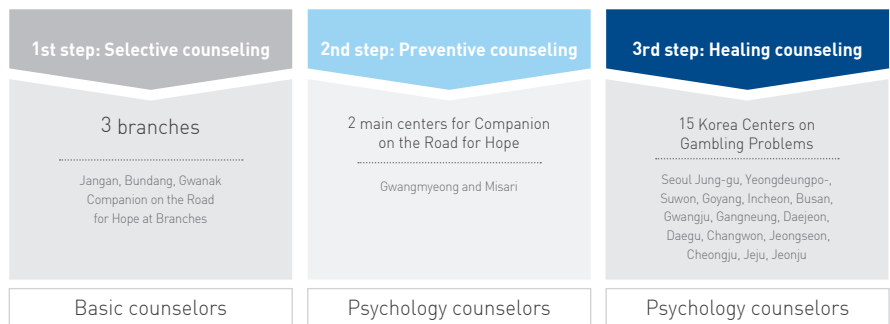 1st step: Selective counseling
3 branches
Jangan, Bundang, Gwanak
Companion on the Road
for Hope at Branches
Basic counselors
2nd step: Preventive counseling
2 main centers for Companion
on the Road for Hope
Gwangmyeong and Misari
Psychology counselors
3rd step: Healing counseling
15 Korea Centers on
Gambling Problems
Seoul Jung-gu, Yeongdeungpo-,
Suwon, Goyang, Incheon, Busan,
Gwangju, Gangneung, Daejeon,
Daegu, Changwon, Jeongseon,
Cheongju, Jeju, Jeonju
Psychology counselors